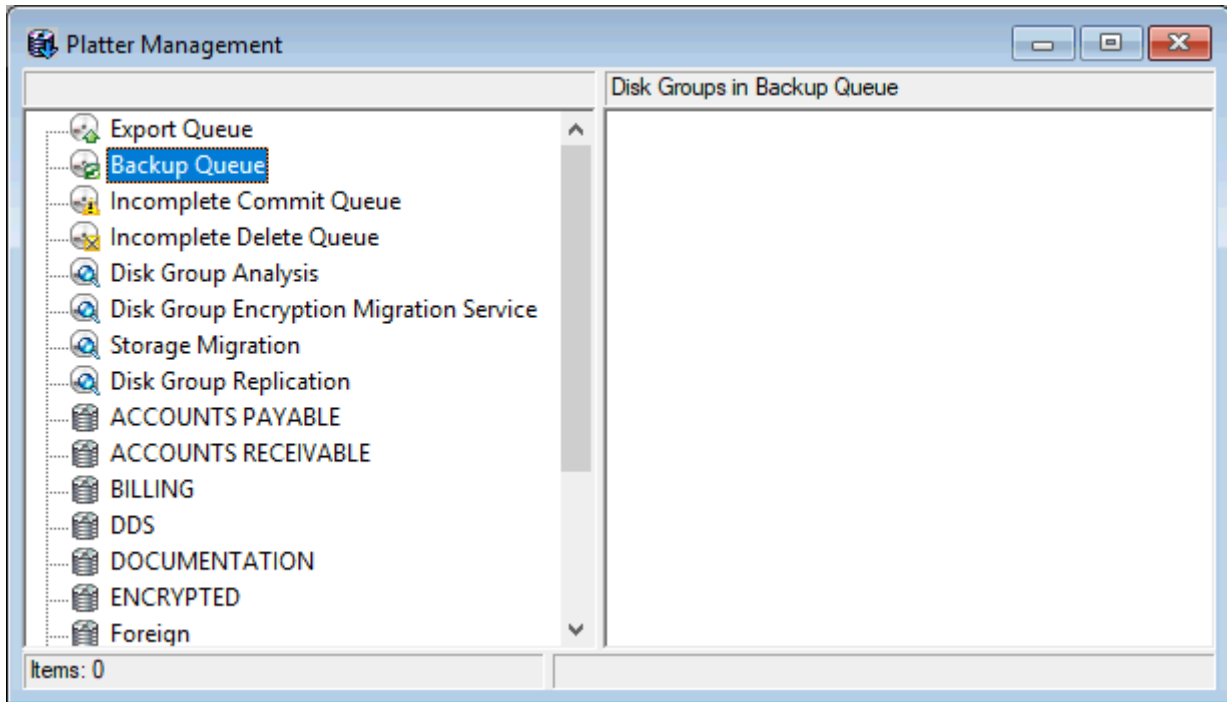 Platter Management
Disk Groups in Backup Queue
Export Queue
Backup Queue
Incomplete Commit Queue
Incomplete Delete Queue
Disk Group Analysis
Disk Group Encryption Migration Service
Storage Migration
Disk Group Replication
ACCOUNTS PAYABLE
ACCOUNTS RECEIVABLE
BILLING
DDS
DOCUMENTATION
ENCRYPTED
Foreign
Items: 0